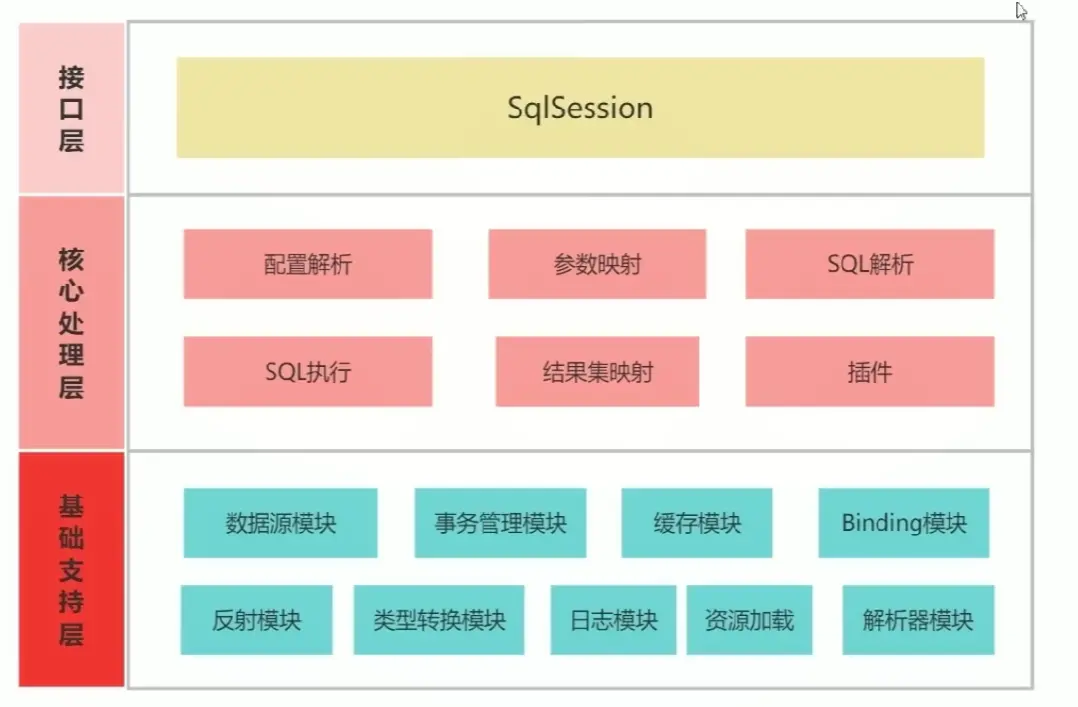 接口层
SqlSession
核心处理层
配置解析
参数映射
SQL解析
SQL执行
结果集映射
插件
基础支持层
数据源模块
事务管理模块
缓存模块
Binding模块
反射模块
类型转换模块
日志模块
资源加载
解析器模块